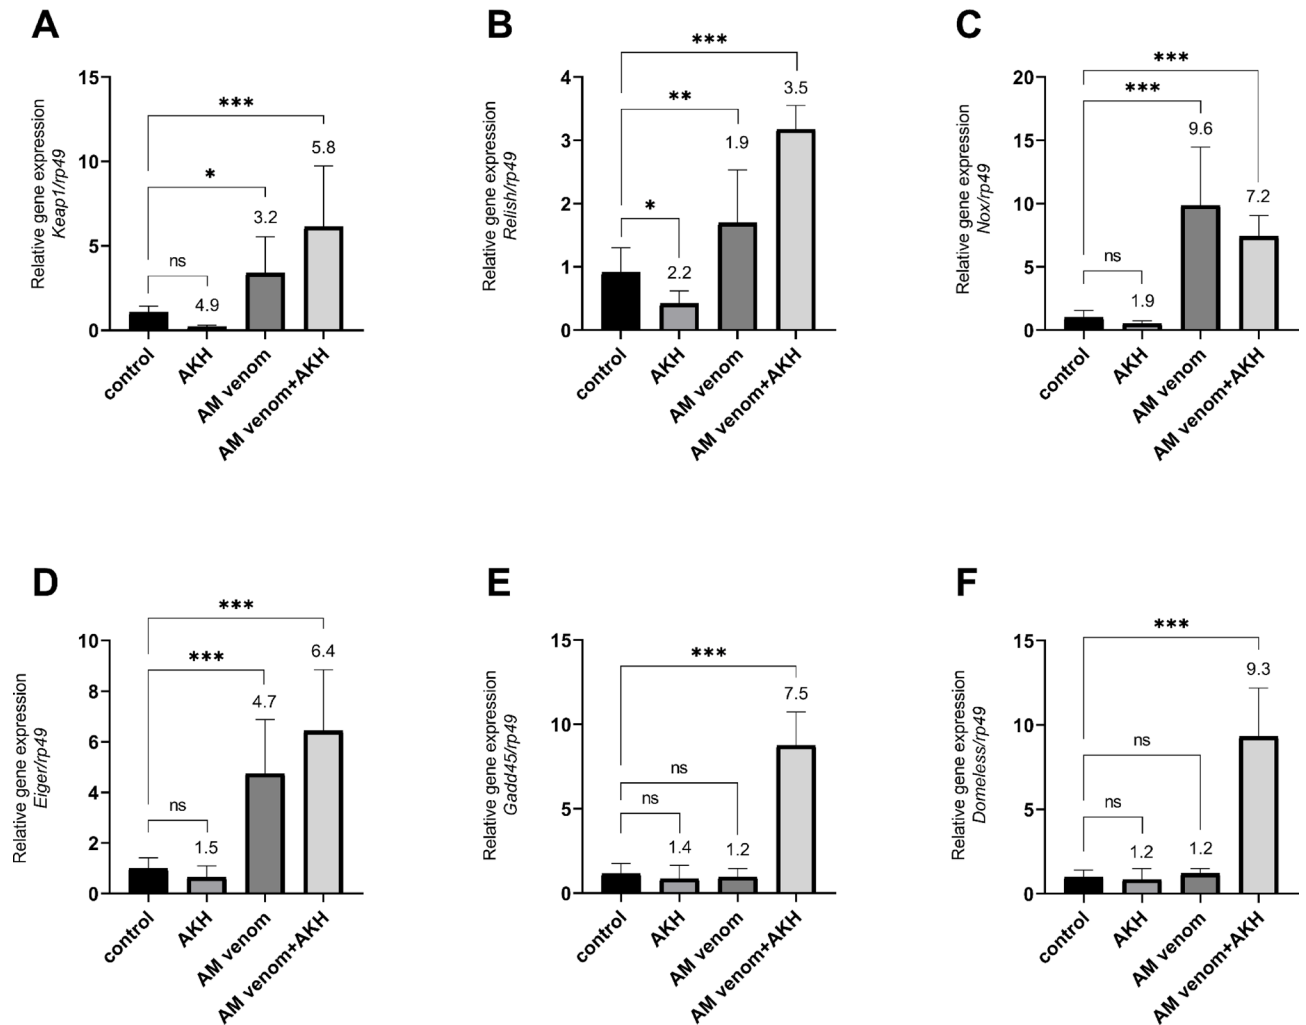 A
Relative gene expression
Keap1/rp49
15
10
5
0
***
*
ns
5.8
3.2
4.9
control
AKH
AM venom
AM venom+AKH
B
Relative gene expression
Relish/rp49
4
3
2
1
0
***
**
*
3.5
1.9
2.2
control
AKH
AM venom
AM venom+AKH
C
Relative gene expression
Nox/rp49
20
15
10
5
0
***
***
ns
9.6
7.2
1.9
control
AKH
AM venom
AM venom+AKH
D
Relative gene expression
Eiger/rp49
10
8
6
4
2
0
***
***
ns
6.4
4.7
1.5
control
AKH
AM venom
AM venom+AKH
E
Relative gene expression
Gadd45/rp49
15
10
5
0
***
ns
ns
7.5
1.4
1.2
control
AKH
AM venom
AM venom+AKH
F
Relative gene expression
Domeless/rp49
15
10
5
0
***
ns
ns
9.3
1.2
1.2
control
AKH
AM venom
AM venom+AKH